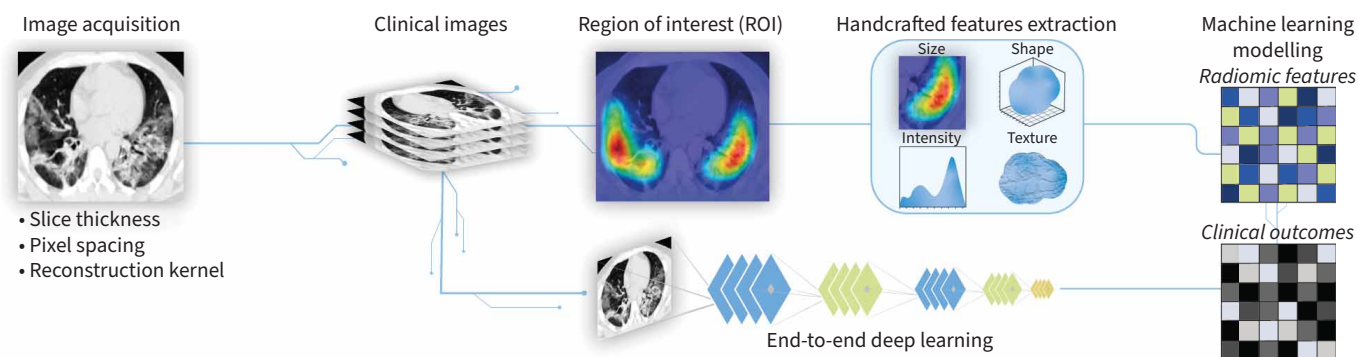 Image acquisition
Clinical images
Region of interest (ROI)
Handcrafted features extraction
Machine learning
modelling
Radiomic features
Size
Shape
Intensity
Texture
• Slice thickness
• Pixel spacing
• Reconstruction kernel
Clinical outcomes
End-to-end deep learning